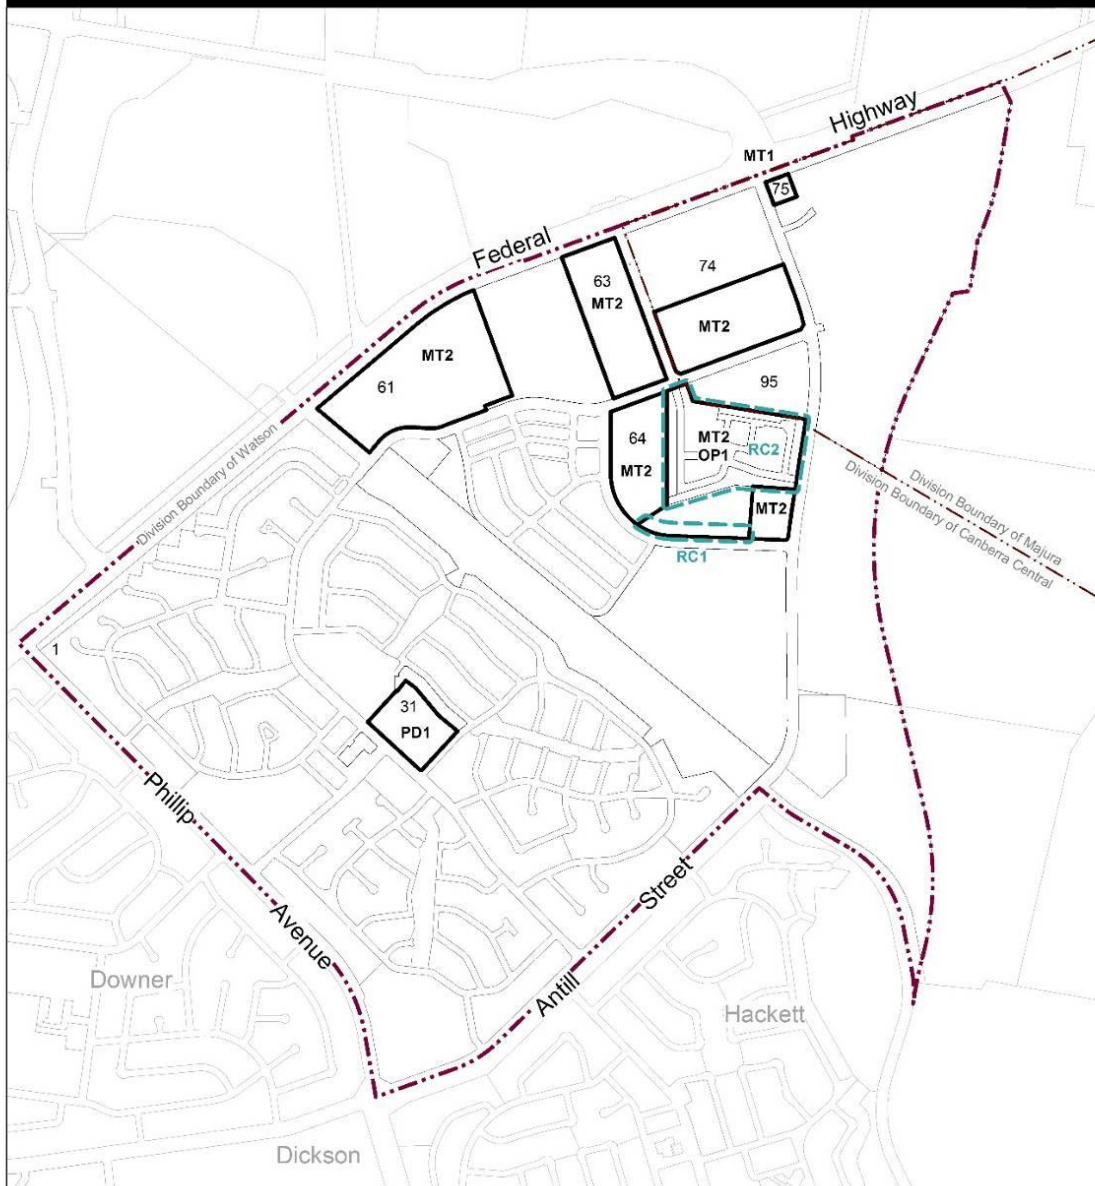 Highway
MT1
75
Federal
74
63
MT2
MT2
MT2
61
95
64
MT2
OP1
RC2
MT2
MT2
RC1
Division Boundary of Watson
Division Boundary of Majura
Division Boundary of Canberra Central
1
31
PD1
Phillip
Avenue
Street
Antill
Downer
Hackett
Dickson